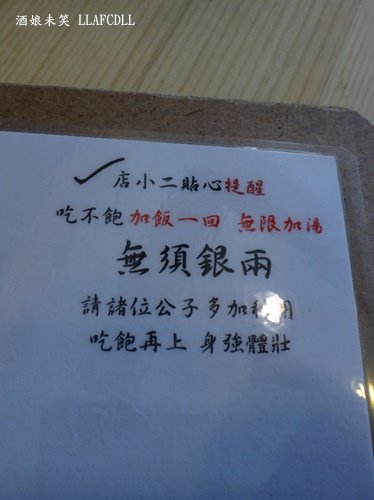 酒娘未笑 LLAFCDLL
店小二貼心提醒
吃不飽加飯一回 無限加湯
無須銀兩
請諸位公子多加利用
吃飽再上 身強體壯